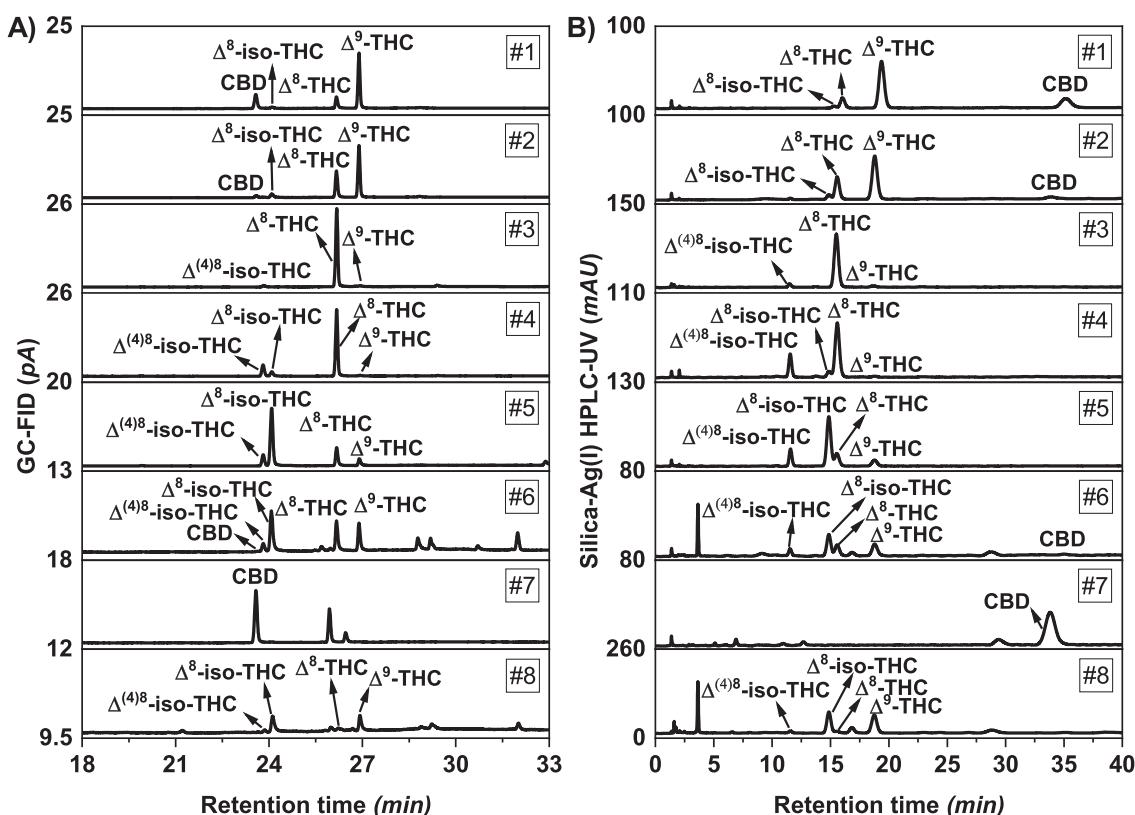 A)
GC-FID (pA)
25
Δ⁹-THC
Δ⁸-iso-THC
CBD
Δ⁸-THC
#1
25
Δ⁸-iso-THC
Δ⁹-THC
Δ⁸-THC
CBD
#2
26
Δ⁸-THC
Δ⁹-THC
Δ⁽⁴⁾⁸-iso-THC
#3
26
Δ⁸-iso-THC
Δ⁸-THC
Δ⁽⁴⁾⁸-iso-THC
Δ⁹-THC
#4
20
Δ⁸-iso-THC
Δ⁽⁴⁾⁸-iso-THC
Δ⁸-THC
Δ⁹-THC
#5
13
Δ⁸-iso-THC
Δ⁽⁴⁾⁸-iso-THC
Δ⁸-THC
Δ⁹-THC
CBD
#6
18
CBD
#7
12
Δ⁸-iso-THC
Δ⁸-THC
Δ⁹-THC
Δ⁽⁴⁾⁸-iso-THC
#8
9.5
18 21 24 27 30 33
Retention time (min)
B)
Silica-Ag(I) HPLC-UV (mAU)
100
Δ⁹-THC
Δ⁸-THC
Δ⁸-iso-THC
CBD
#1
100
Δ⁸-THC
Δ⁹-THC
Δ⁸-iso-THC
CBD
#2
150
Δ⁸-THC
Δ⁽⁴⁾⁸-iso-THC
Δ⁹-THC
#3
110
Δ⁸-iso-THC
Δ⁸-THC
Δ⁽⁴⁾⁸-iso-THC
Δ⁹-THC
#4
130
Δ⁸-iso-THC
Δ⁸-THC
Δ⁽⁴⁾⁸-iso-THC
Δ⁹-THC
#5
80
Δ⁸-iso-THC
Δ⁽⁴⁾⁸-iso-THC
Δ⁸-THC
Δ⁹-THC
CBD
#6
80
CBD
#7
260
Δ⁸-iso-THC
Δ⁽⁴⁾⁸-iso-THC
Δ⁸-THC
Δ⁹-THC
#8
0
0 5 10 15 20 25 30 35 40
Retention time (min)